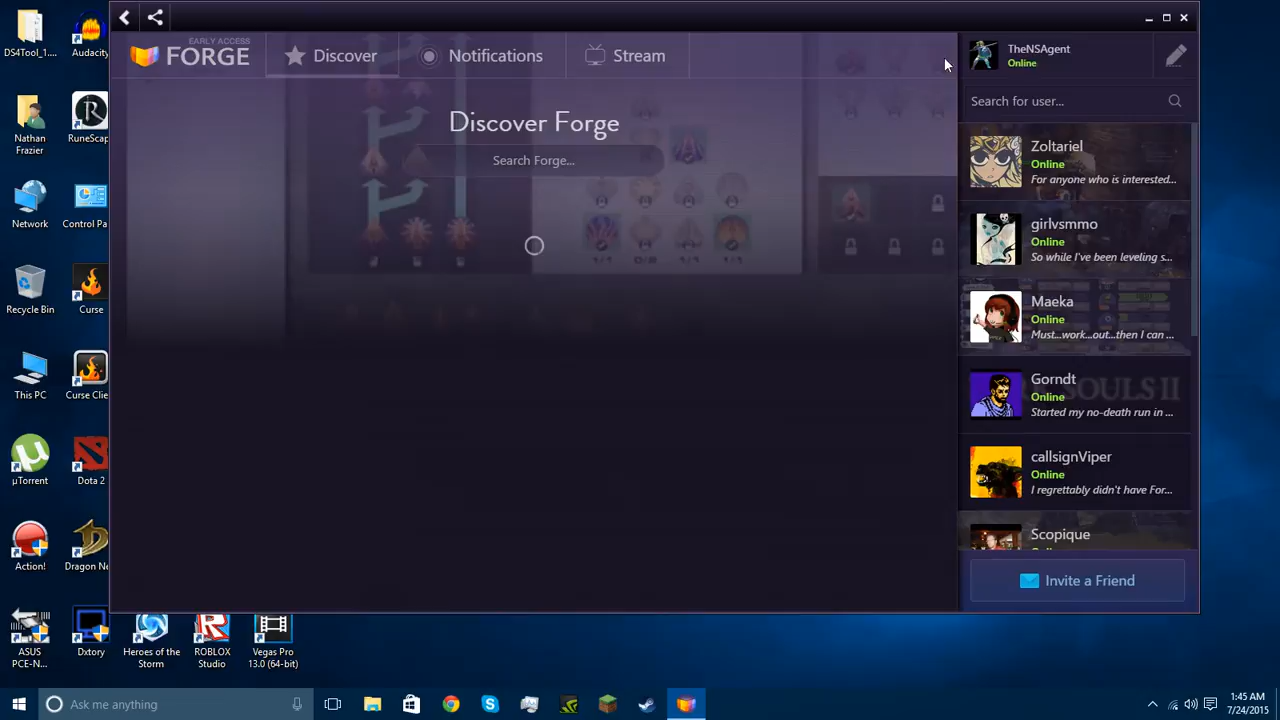 DS4Tool_1....
Audacity
Nathan
Frazier
RuneScap...
Network
Control Pa...
Recycle Bin
Curse
This PC
Curse Clie...
µTorrent
Dota 2
Action!
Dragon Ne...
ASUS
PCE-N...
Dxtory
Heroes of the
Storm
ROBLOX
Studio
Vegas Pro
13.0 (64-bit)
EARLY ACCESS
FORGE
Discover
Notifications
Stream
Discover Forge
Search Forge...
TheNSAgent
Online
Search for user...
Zoltariel
Online
For anyone who is interested...
girlvsmmo
Online
So while I've been leveling s...
Maeka
Online
Must...work...out...then I can ...
Gorndt
Online
Started my no-death run in ...
callsignViper
Online
I regrettably didn't have For...
Scopique
Invite a Friend
Ask me anything
1:45 AM
7/24/2015